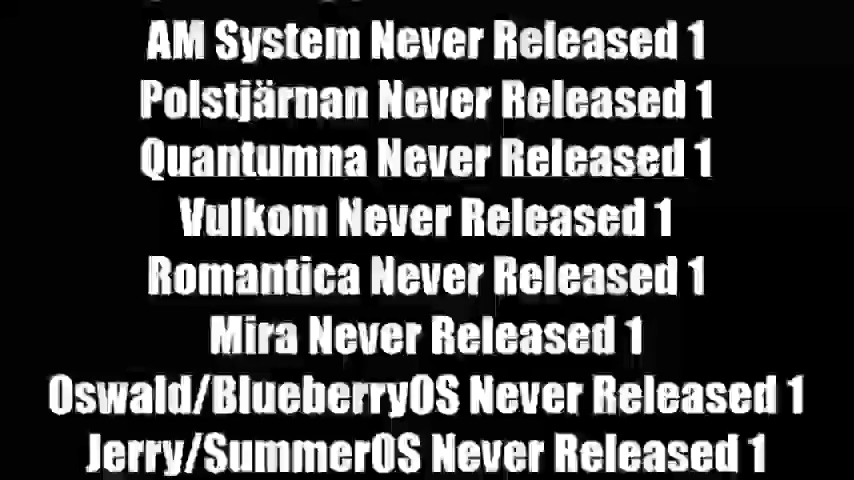 AM System Never Released 1
Polstjärnan Never Released 1
Quantumna Never Released 1
Vulkom Never Released 1
Romantica Never Released 1
Mira Never Released 1
Oswald/BlueberryOS Never Released 1
Jerry/SummerOS Never Released 1